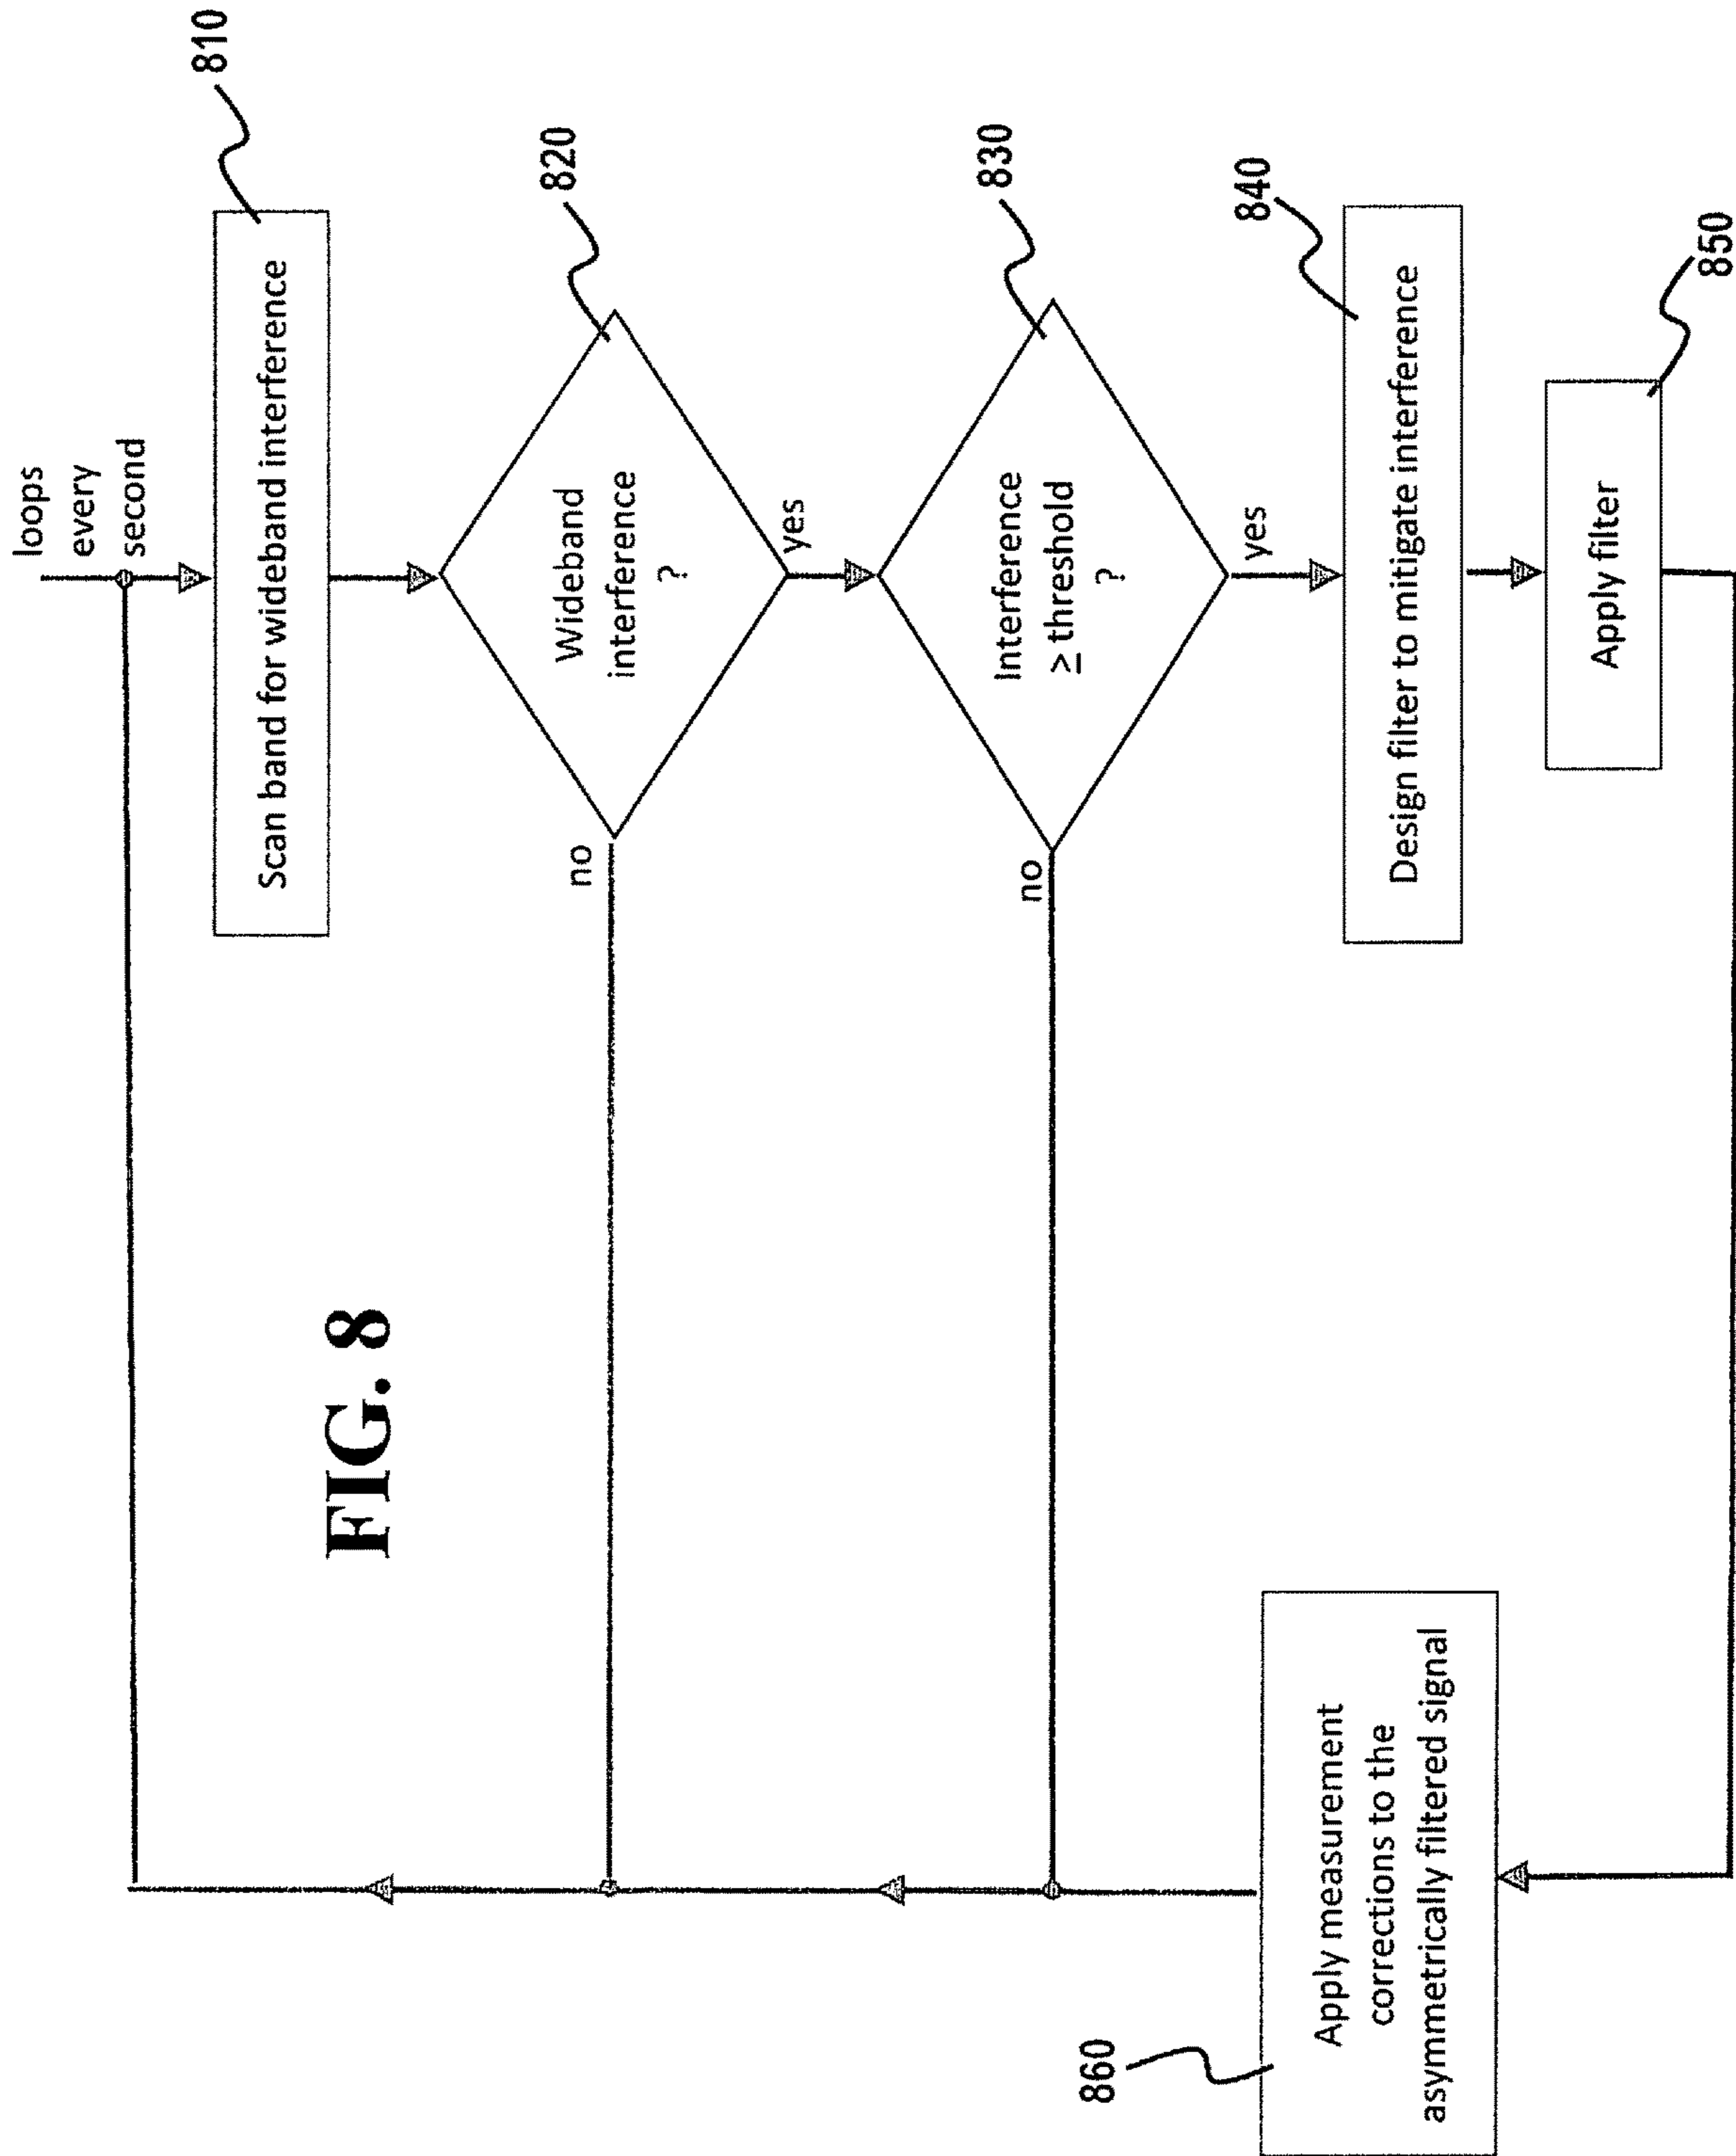 loops
every
second
810
Scan band for wideband interference
820
Wideband
interference
?
no
yes
830
Interference
≥ threshold
?
no
yes
840
Design filter to mitigate interference
850
Apply filter
860
Apply measurement
corrections to the
asymmetrically filtered signal
FIG. 8